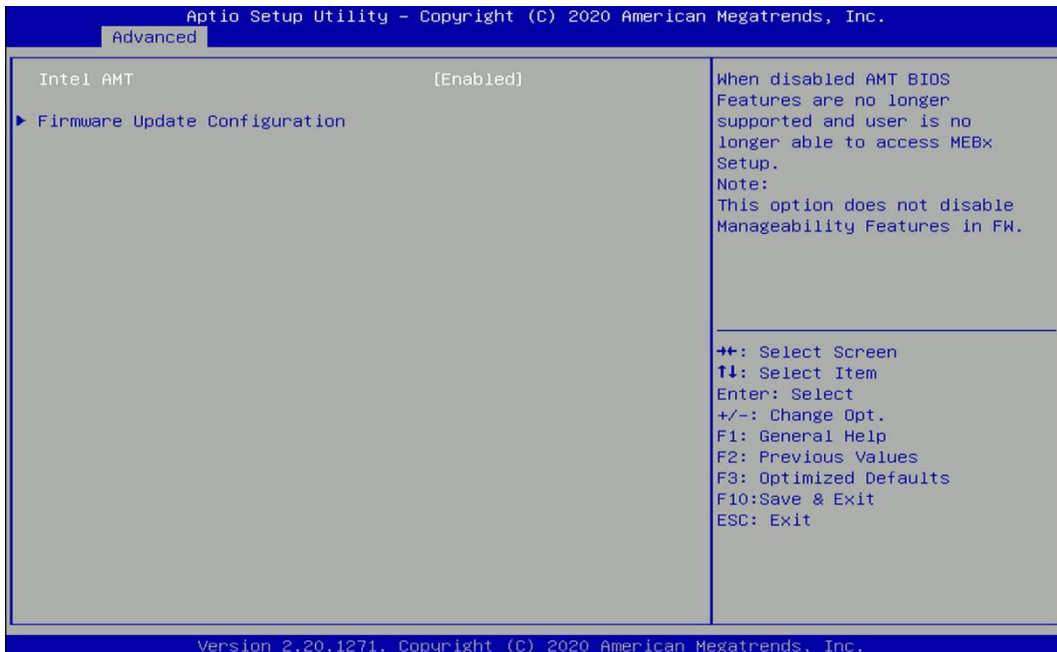 Aptio Setup Utility – Copyright (C) 2020 American Megatrends, Inc.
Advanced
Intel AMT [Enabled]
▶ Firmware Update Configuration
When disabled AMT BIOS
Features are no longer
supported and user is no
longer able to access MEBx
Setup.
Note:
This option does not disable
Manageability Features in FW.
→←: Select Screen
↑↓: Select Item
Enter: Select
+/-: Change Opt.
F1: General Help
F2: Previous Values
F3: Optimized Defaults
F10:Save & Exit
ESC: Exit
Version 2.20.1271. Copyright (C) 2020 American Megatrends, Inc.